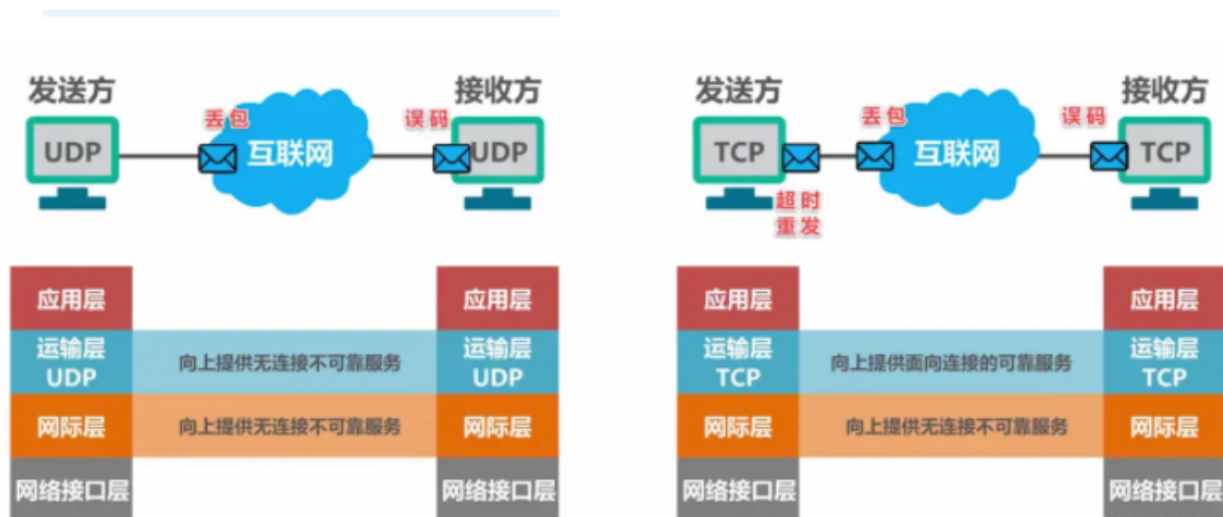 发送方
接收方
丢包
误码
UDP
互联网
UDP
应用层
应用层
运输层
UDP
向上提供无连接不可靠服务
运输层
UDP
网际层
向上提供无连接不可靠服务
网际层
网络接口层
网络接口层
发送方
接收方
丢包
误码
TCP
互联网
TCP
超时
重发
应用层
应用层
运输层
TCP
向上提供面向连接的可靠服务
运输层
TCP
网际层
向上提供无连接不可靠服务
网际层
网络接口层
网络接口层